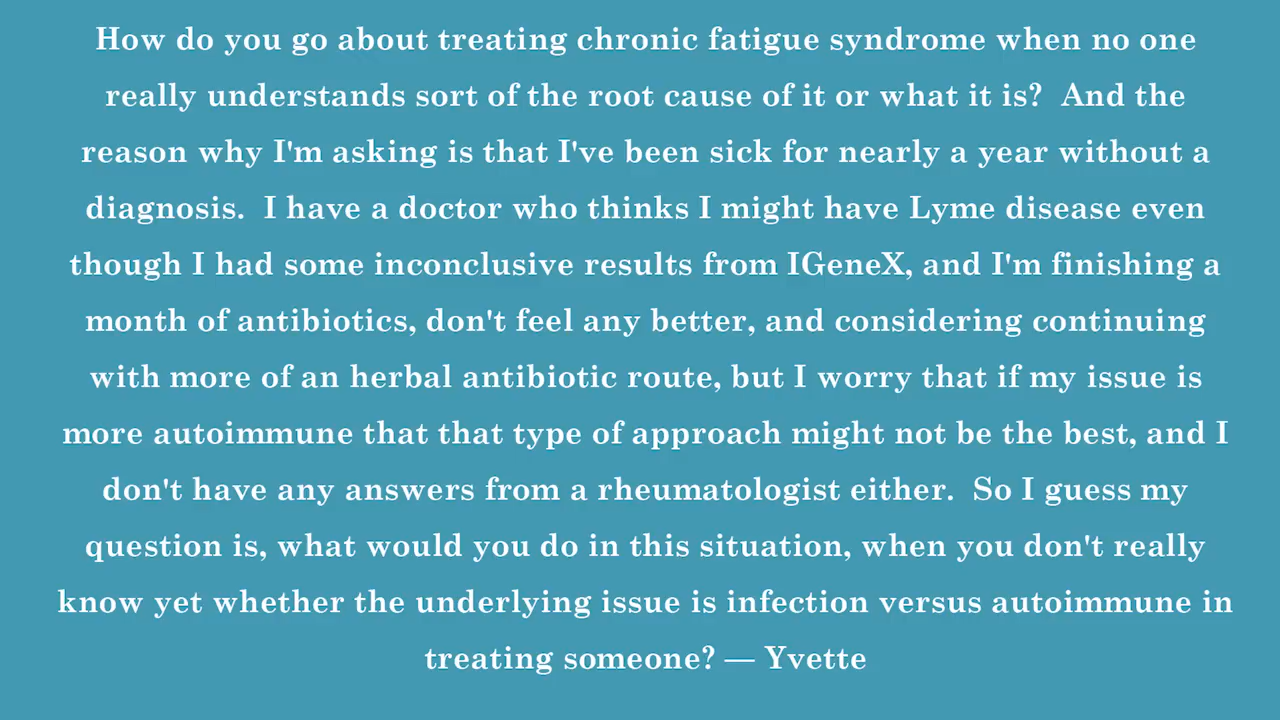 How do you go about treating chronic fatigue syndrome when no one
really understands sort of the root cause of it or what it is?  And the
reason why I'm asking is that I've been sick for nearly a year without a
diagnosis.  I have a doctor who thinks I might have Lyme disease even
though I had some inconclusive results from IGeneX, and I'm finishing a
month of antibiotics, don't feel any better, and considering continuing
with more of an herbal antibiotic route, but I worry that if my issue is
more autoimmune that that type of approach might not be the best, and I
don't have any answers from a rheumatologist either.  So I guess my
question is, what would you do in this situation, when you don't really
know yet whether the underlying issue is infection versus autoimmune in
treating someone? — Yvette